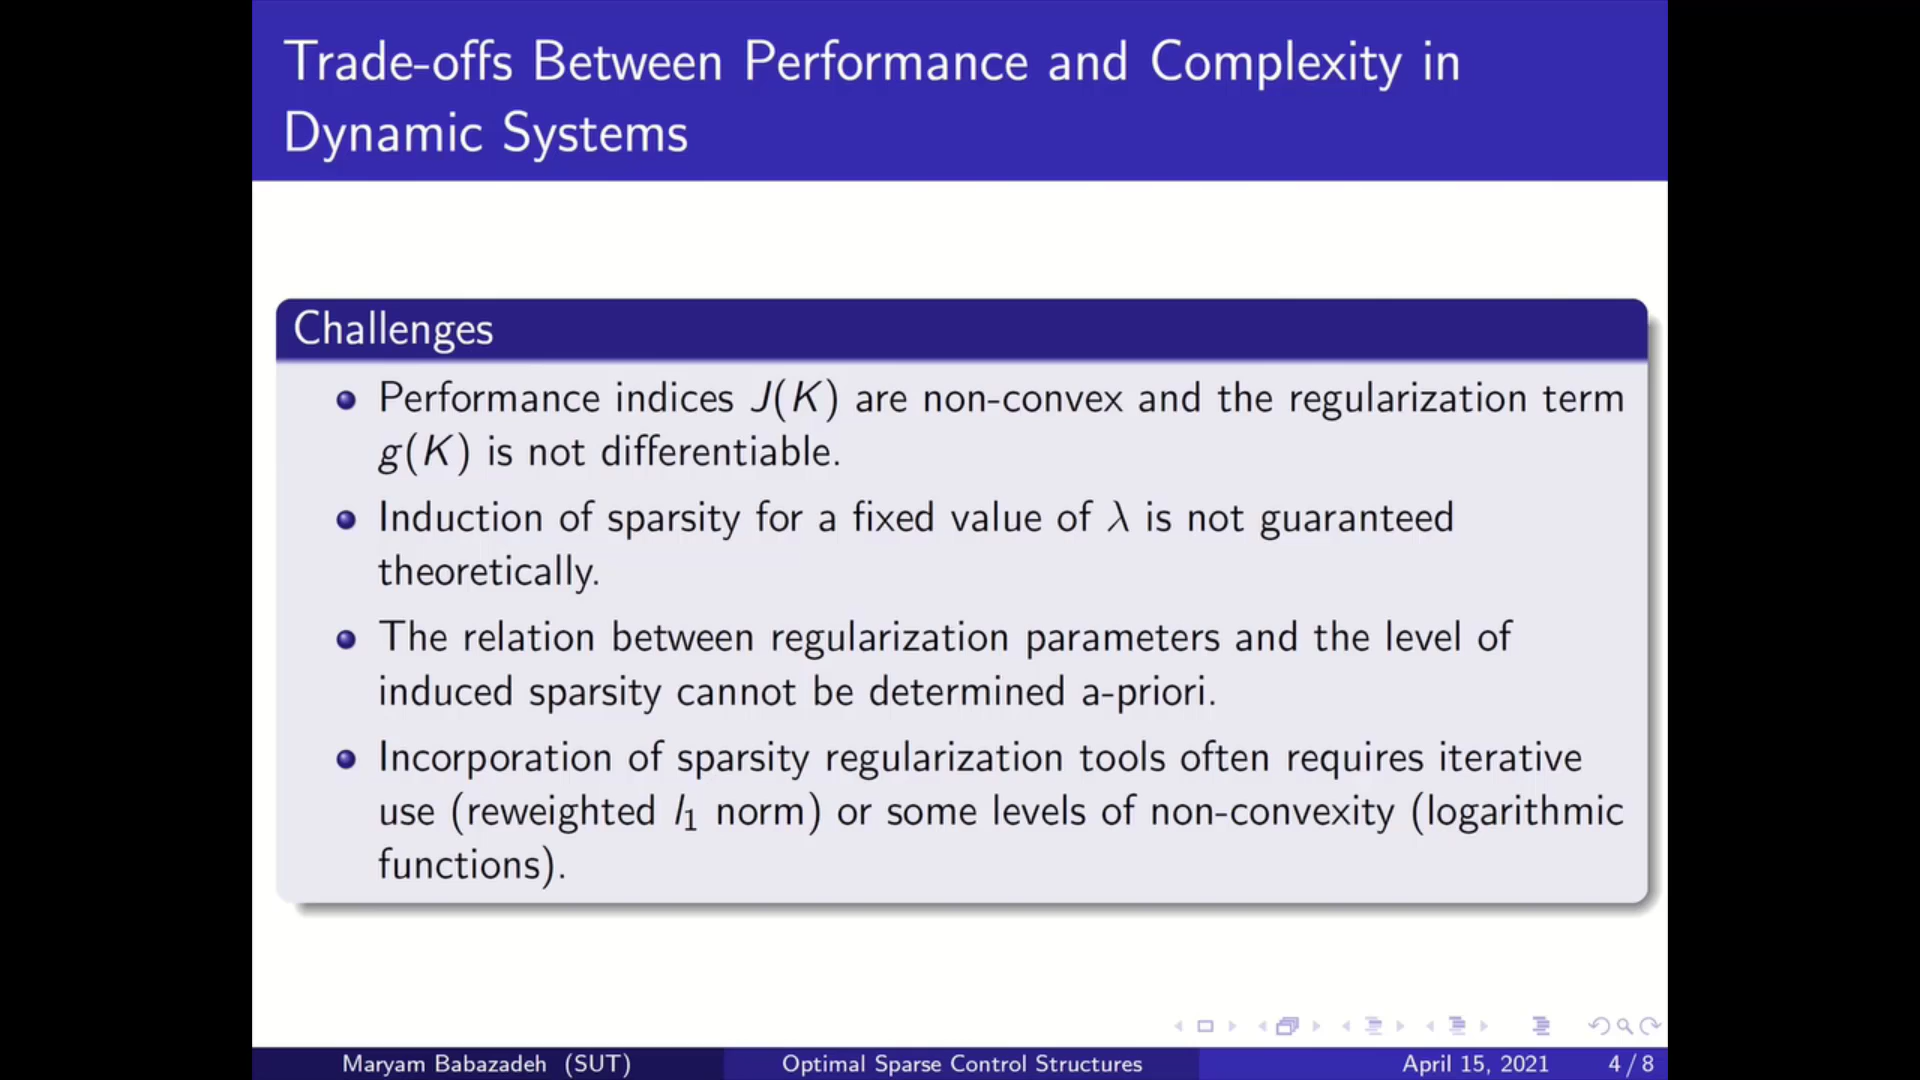 Trade-offs Between Performance and Complexity in
Dynamic Systems
Challenges
Performance indices J(K) are non-convex and the regularization term
g(K) is not differentiable.
Induction of sparsity for a fixed value of λ is not guaranteed
theoretically.
The relation between regularization parameters and the level of
induced sparsity cannot be determined a-priori.
Incorporation of sparsity regularization tools often requires iterative
use (reweighted l₁ norm) or some levels of non-convexity (logarithmic
functions).
Maryam Babazadeh (SUT) Optimal Sparse Control Structures April 15, 2021 4 / 8